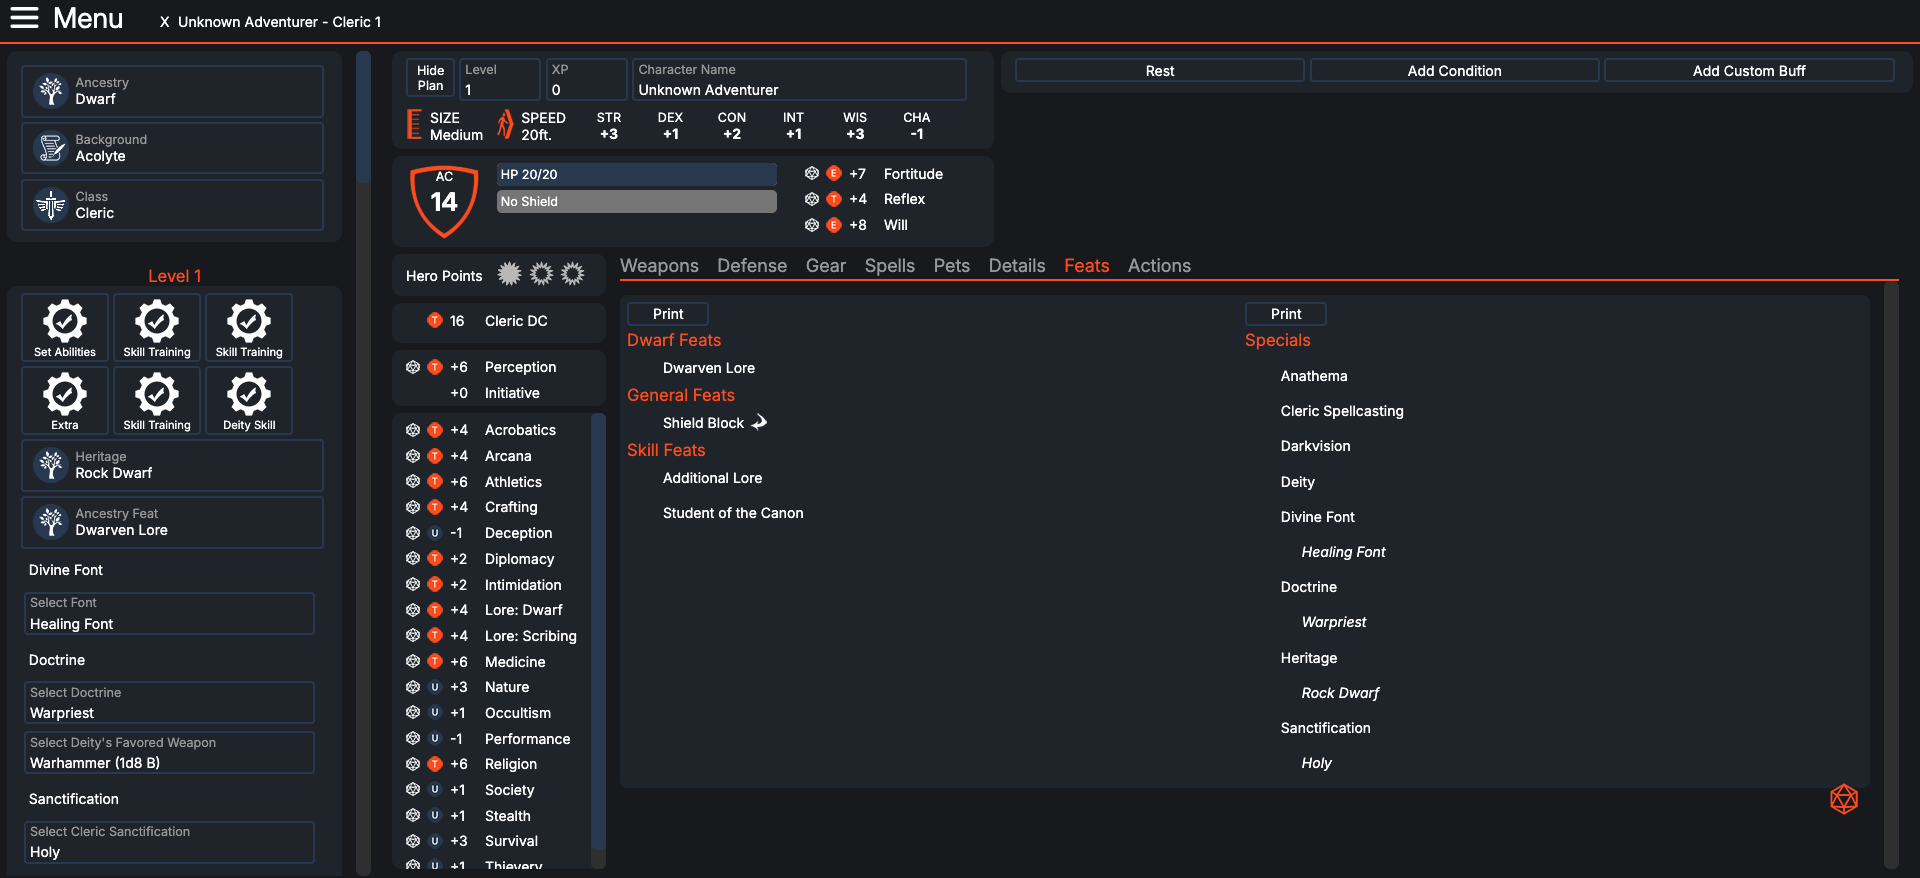 Menu
X Unknown Adventurer - Cleric 1
Ancestry
Dwarf
Background
Acolyte
Class
Cleric
Level 1
Set Abilities
Skill Training
Skill Training
Extra
Skill Training
Deity Skill
Heritage
Rock Dwarf
Ancestry Feat
Dwarven Lore
Divine Font
Select Font
Healing Font
Doctrine
Select Doctrine
Warpriest
Select Deity's Favored Weapon
Warhammer (1d8 B)
Sanctification
Select Cleric Sanctification
Holy
Hide
Plan
Level
1
XP
0
Character Name
Unknown Adventurer
SIZE
Medium
SPEED
20ft.
STR
+3
DEX
+1
CON
+2
INT
+1
WIS
+3
CHA
-1
AC
14
HP 20/20
No Shield
E +7 Fortitude
T +4 Reflex
E +8 Will
Rest
Add Condition
Add Custom Buff
Hero Points
T 16 Cleric DC
T +6 Perception
+0 Initiative
T +4 Acrobatics
T +4 Arcana
T +6 Athletics
T +4 Crafting
U -1 Deception
T +2 Diplomacy
T +2 Intimidation
T +4 Lore: Dwarf
T +4 Lore: Scribing
T +6 Medicine
U +3 Nature
U +1 Occultism
U -1 Performance
T +6 Religion
U +1 Society
U +1 Stealth
U +3 Survival
U +1 Thievery
Weapons Defense Gear Spells Pets Details Feats Actions
Print
Dwarf Feats
Dwarven Lore
General Feats
Shield Block
Skill Feats
Additional Lore
Student of the Canon
Print
Specials
Anathema
Cleric Spellcasting
Darkvision
Deity
Divine Font
Healing Font
Doctrine
Warpriest
Heritage
Rock Dwarf
Sanctification
Holy